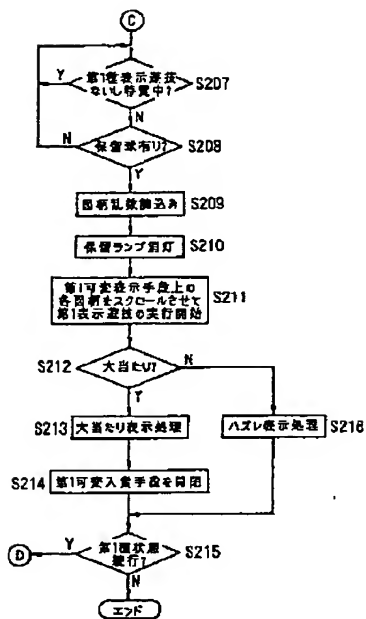 C
第1種表示遊技
ないし特賞中?
S207
Y
N
保留球有り?
S208
N
Y
図柄乱数読込み
S209
保留ランプ消灯
S210
第1可変表示手段上の
各図柄をスクロールさせて
第1表示遊技の実行開始
S211
S212
大当たり?
N
Y
S213
大当たり表示処理
ハズレ表示処理
S216
S214
第1可変入賞手段を開閉
D
Y
第1種状態
続行?
S215
N
エンド